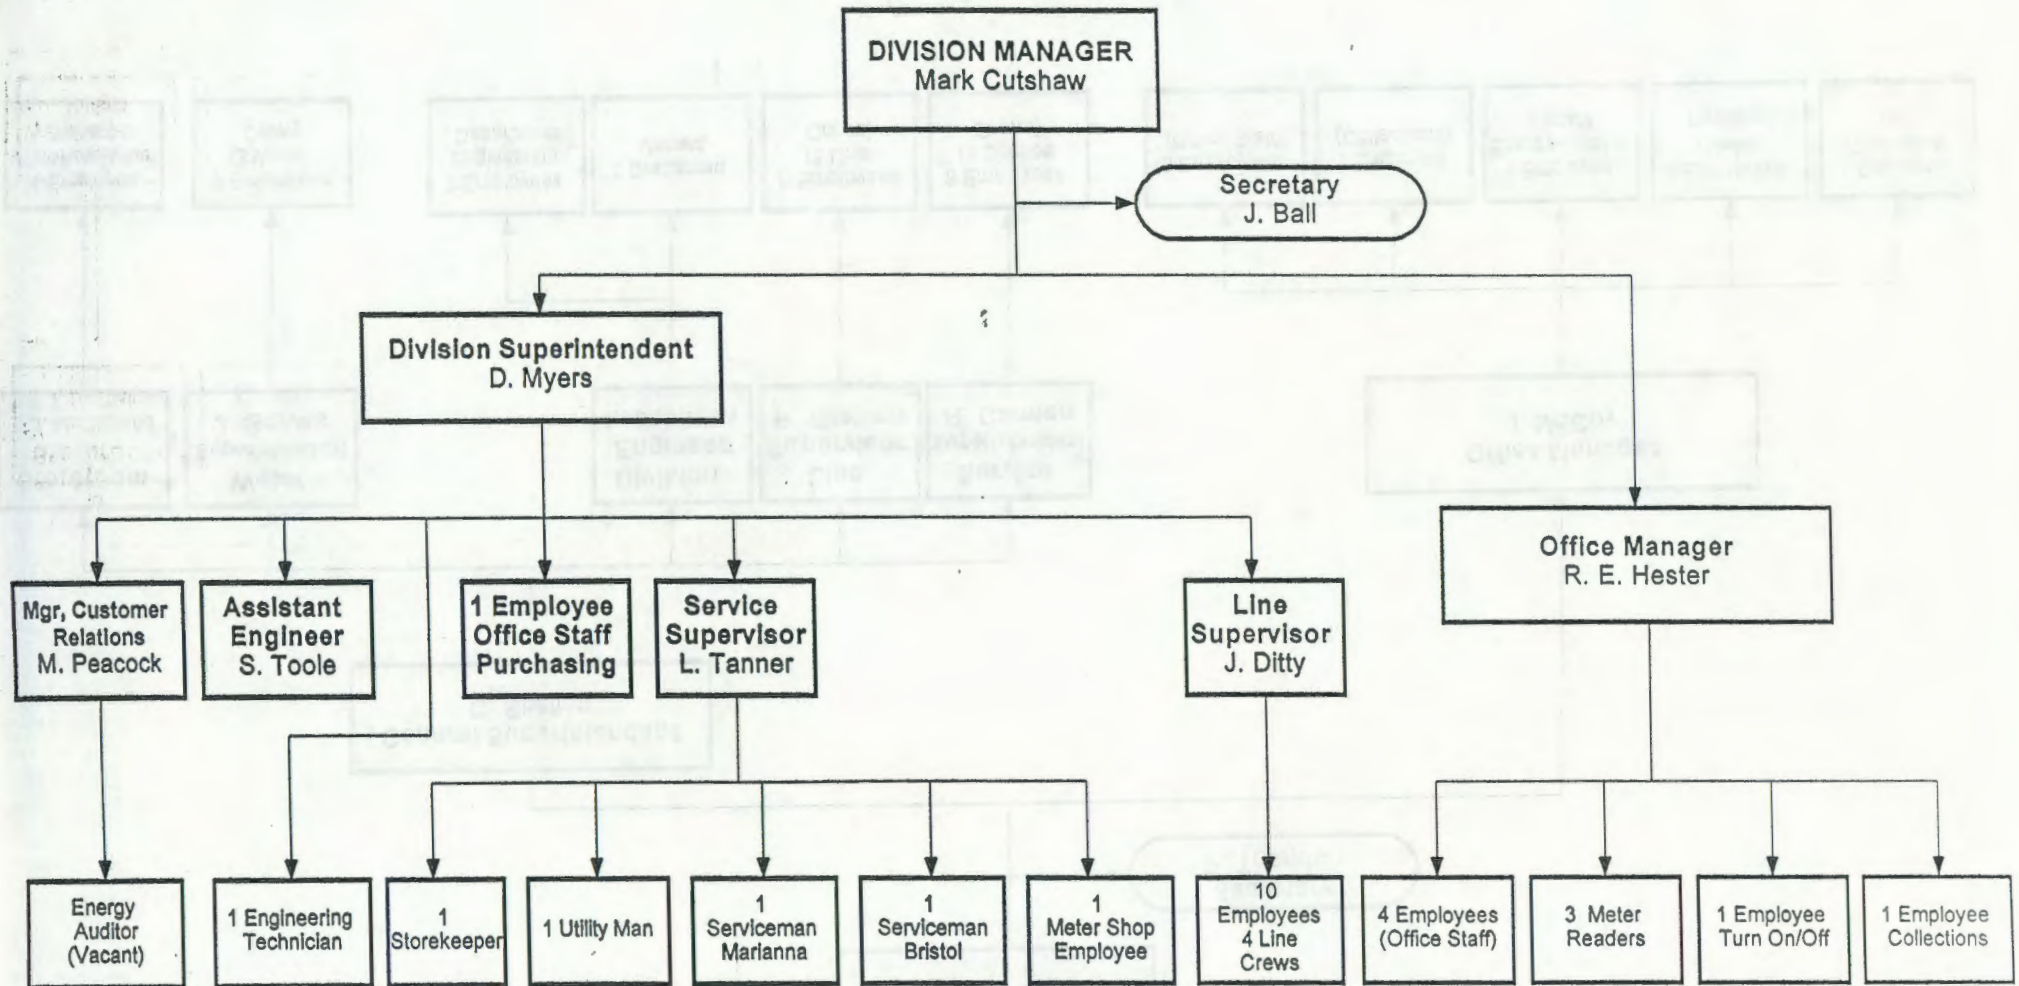 DIVISION MANAGER
Mark Cutshaw
Secretary
J. Ball
Division Superintendent
D. Myers
Office Manager
R. E. Hester
Mgr, Customer
Relations
M. Peacock
Assistant
Engineer
S. Toole
1 Employee
Office Staff
Purchasing
Service
Supervisor
L. Tanner
Line
Supervisor
J. Ditty
Energy
Auditor
(Vacant)
1 Engineering
Technician
1
Storekeeper
1 Utility Man
1
Serviceman
Marianna
1
Serviceman
Bristol
1
Meter Shop
Employee
10
Employees
4 Line
Crews
4 Employees
(Office Staff)
3 Meter
Readers
1 Employee
Turn On/Off
1 Employee
Collections